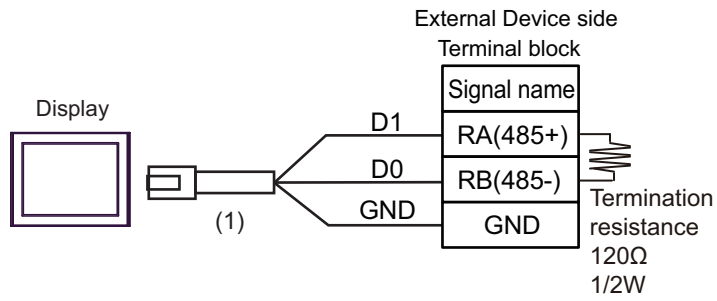 External Device side
Terminal block
Signal name
Display
D1
RA(485+)
D0
RB(485-)
GND
GND
(1)
Termination
resistance
120Ω
1/2W